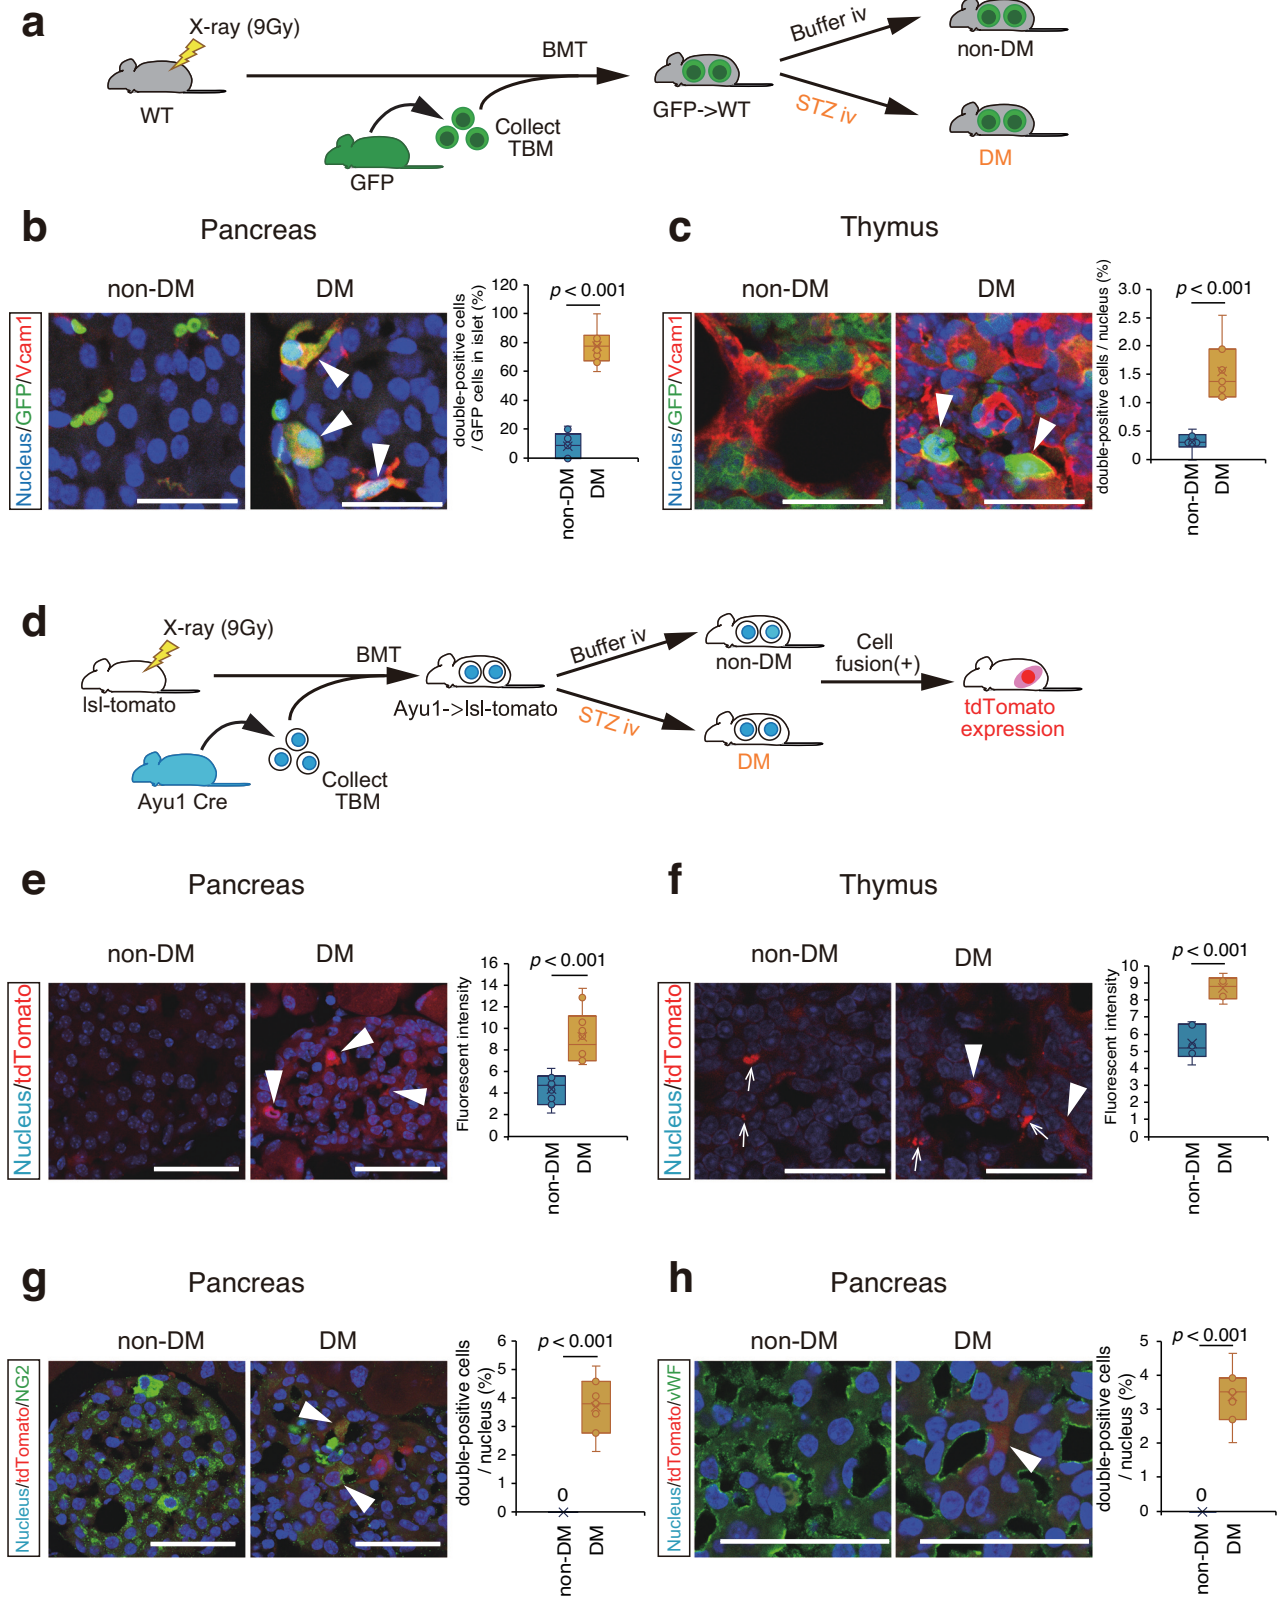 a
X-ray (9Gy)
WT
BMT
GFP
Collect
TBM
GFP->WT
Buffer iv
STZ iv
non-DM
DM
b
Pancreas
non-DM
DM
Nucleus/GFP/Vcam1
double-positive cells
/ GFP cells in islet (%)
120
100
80
60
40
20
0
p < 0.001
non-DM
DM
c
Thymus
non-DM
DM
Nucleus/GFP/Vcam1
double-positive cells / nucleus (%)
3.0
2.5
2.0
1.5
1.0
0.5
0
p < 0.001
non-DM
DM
d
X-ray (9Gy)
lsl-tomato
BMT
Ayu1 Cre
Collect
TBM
Ayu1->lsl-tomato
Buffer iv
STZ iv
non-DM
DM
Cell
fusion(+)
tdTomato
expression
e
Pancreas
non-DM
DM
Nucleus/tdTomato
Fluorescent intensity
16
14
12
10
8
6
4
2
0
p < 0.001
non-DM
DM
f
Thymus
non-DM
DM
Nucleus/tdTomato
Fluorescent intensity
10
9
8
7
6
5
4
3
2
1
0
p < 0.001
non-DM
DM
g
Pancreas
non-DM
DM
Nucleus/tdTomato/NG2
double-positive cells
/ nucleus (%)
6
5
4
3
2
1
0
p < 0.001
0
non-DM
DM
h
Pancreas
non-DM
DM
Nucleus/tdTomato/vWF
double-positive cells
/ nucleus (%)
5
4
3
2
1
0
p < 0.001
0
non-DM
DM